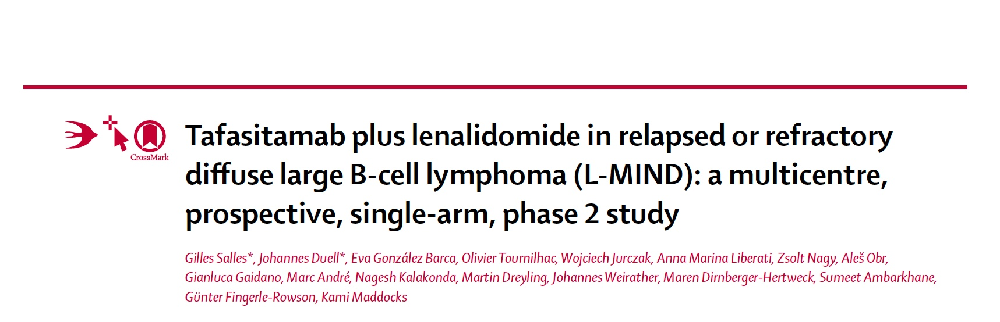 CrossMark
Tafasitamab plus lenalidomide in relapsed or refractory
diffuse large B-cell lymphoma (L-MIND): a multicentre,
prospective, single-arm, phase 2 study
Gilles Salles*, Johannes Duell*, Eva González Barca, Olivier Tournilhac, Wojciech Jurczak, Anna Marina Liberati, Zsolt Nagy, Aleš Obr,
Gianluca Gaidano, Marc André, Nagesh Kalakonda, Martin Dreyling, Johannes Weirather, Maren Dirnberger-Hertweck, Sumeet Ambarkhane,
Günter Fingerle-Rowson, Kami Maddocks